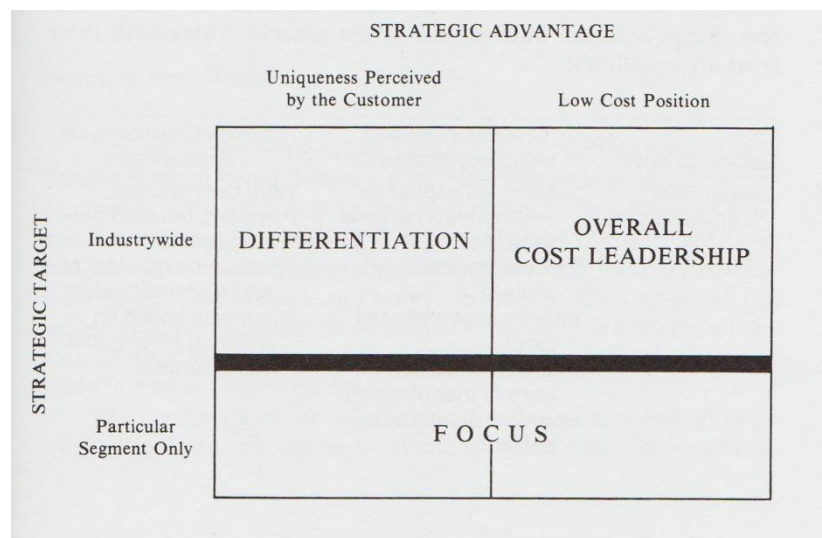 STRATEGIC ADVANTAGE
Uniqueness Perceived
by the Customer
Low Cost Position
STRATEGIC TARGET
Industrywide
DIFFERENTIATION
OVERALL
COST LEADERSHIP
Particular
Segment Only
FOCUS